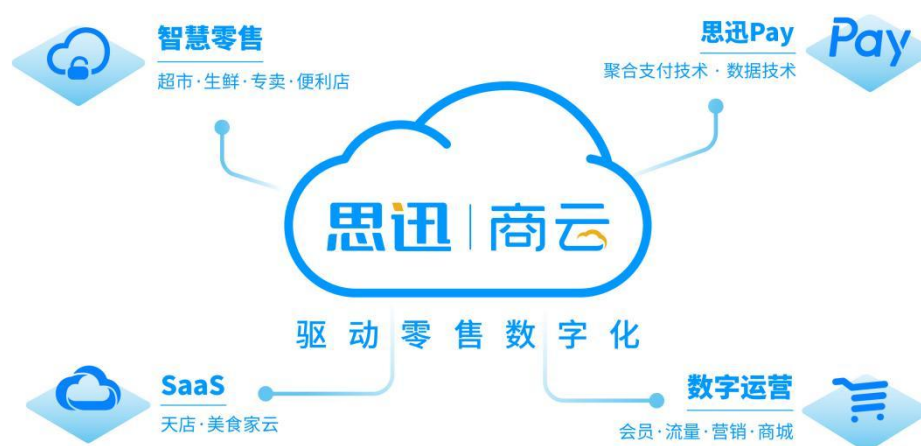 智慧零售
超市·生鲜·专卖·便利店
思迅Pay
聚合支付技术·数据技术
Pay
思迅|商云
驱动零售数字化
SaaS
天店·美食家云
数字运营
会员·流量·营销·商城